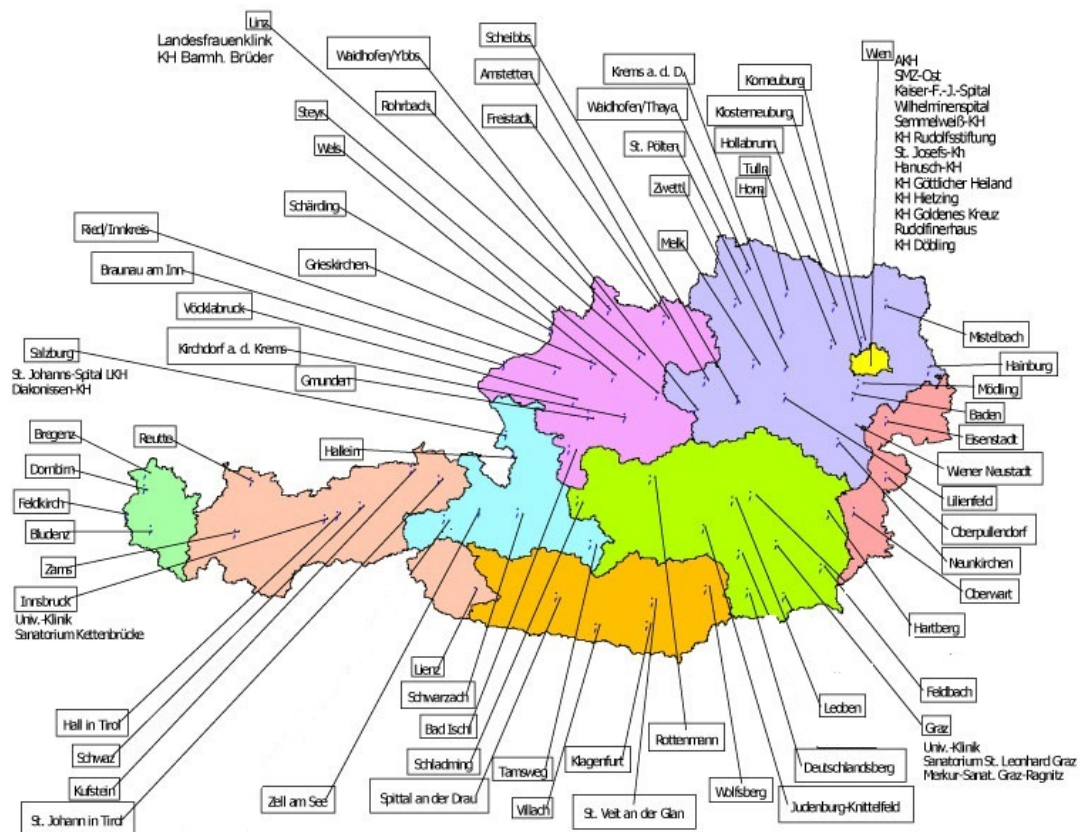 Linz
Landesfrauenklink
KH Barmh. Brüder
Waidhofen/Ybbs
Scheibbs
Amstetten
Krems a. d. D.
Waidhofen/Thaya
Korneuburg
Klosterneuburg
Wien
AKH
SMZ-Ost
Kaiser-F.-J.-Spital
Wilhelminenspital
Semmelweiß-KH
KH Rudolfsstiftung
St. Josefs-Kh
Hanusch-KH
KH Göttlicher Heiland
KH Hietzing
KH Goldenes Kreuz
Rudolfinerhaus
KH Döbling
Steyr
Rohrbach
Freistadt
St. Pölten
Hollabrunn
Wels
Zwettl
Tulln
Horn
Schärding
Ried/Innkreis
Grieskirchen
Melk
Braunau am Inn
Vöcklabruck
Kirchdorf a. d. Krems
Gmunden
Salzburg
St. Johanns-Spital LKH
Diakonissen-KH
Mistelbach
Hainburg
Mödling
Baden
Eisenstadt
Wiener Neustadt
Lilienfeld
Oberpullendorf
Neunkirchen
Oberwart
Hartberg
Bregenz
Reutte
Hallein
Dornbirn
Feldkirch
Bludenz
Zams
Innsbruck
Univ.-Klinik
Sanatorium Kettenbrücke
Lienz
Schwarzach
Hall in Tirol
Bad Ischl
Schwaz
Schladming
Kufstein
St. Johann in Tirol
Zell am See
Spittal an der Drau
Tamsweg
Villach
Klagenfurt
St. Veit an der Glan
Rottenmann
Wolfsberg
Leoben
Deutschlandsberg
Judenburg-Knittelfeld
Feldbach
Graz
Univ.-Klinik
Sanatorium St. Leonhard Graz
Merkur-Sanat. Graz-Ragnitz